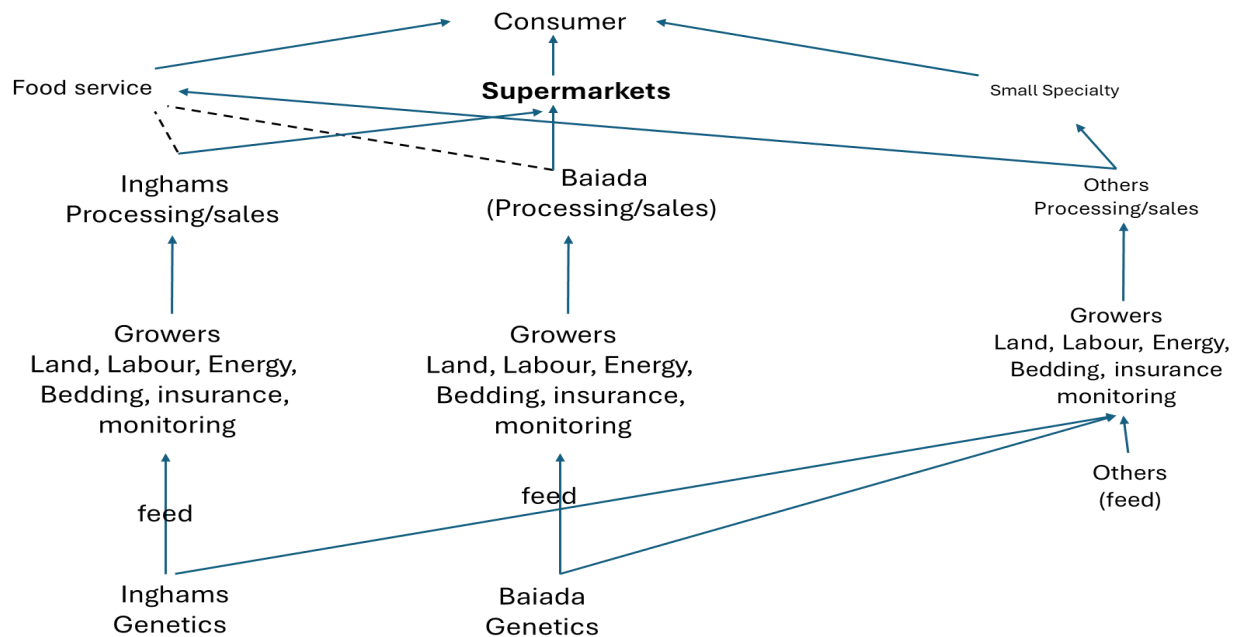 Consumer
Food service
Supermarkets
Small Specialty
Inghams
Processing/sales
Baiada
(Processing/sales)
Others
Processing/sales
Growers
Land, Labour, Energy,
Bedding, insurance,
monitoring
Growers
Land, Labour, Energy,
Bedding, insurance,
monitoring
Growers
Land, Labour, Energy,
Bedding, insurance
monitoring
feed
feed
Others
(feed)
Inghams
Genetics
Baiada
Genetics